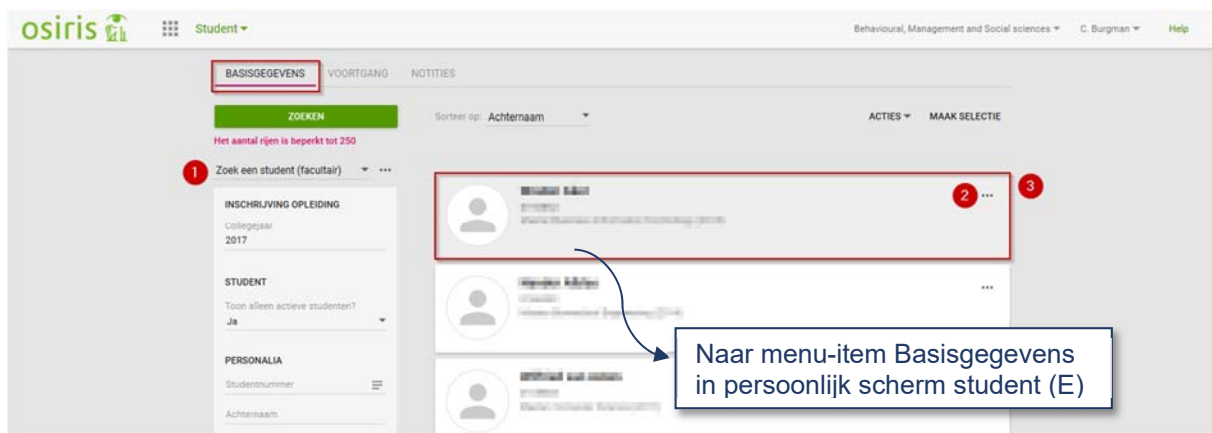 osiris
Student
Behavioural, Management and Social sciences
C. Burgman
Help
BASISGEGEVENS
VOORTGANG
NOTITIES
ZOEKEN
Sorteer op: Achternaam
ACTIES
MAAK SELECTIE
Het aantal rijen is beperkt tot 250
1
Zoek een student (facultair)
2
3
INSCHRIJVING OPLEIDING
Collegejaar
2017
STUDENT
Toon alleen actieve studenten?
Ja
PERSONALIA
Studentnummer
Achternaam
Naar menu-item Basisgegevens
in persoonlijk scherm student (E)